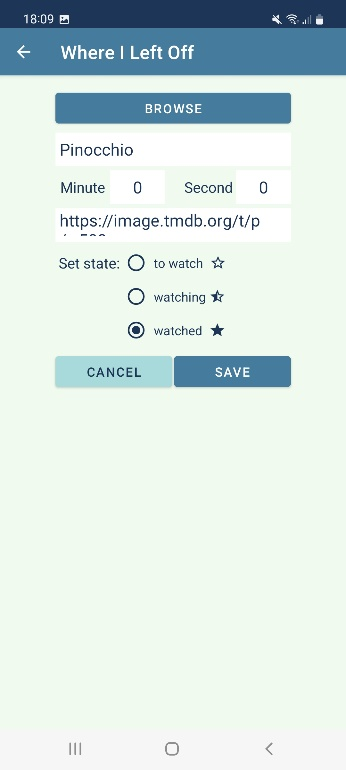 18:09
Where I Left Off
BROWSE
Pinocchio
Minute 0 Second 0
https://image.tmdb.org/t/p
Set state: to watch
watching
watched
CANCEL SAVE